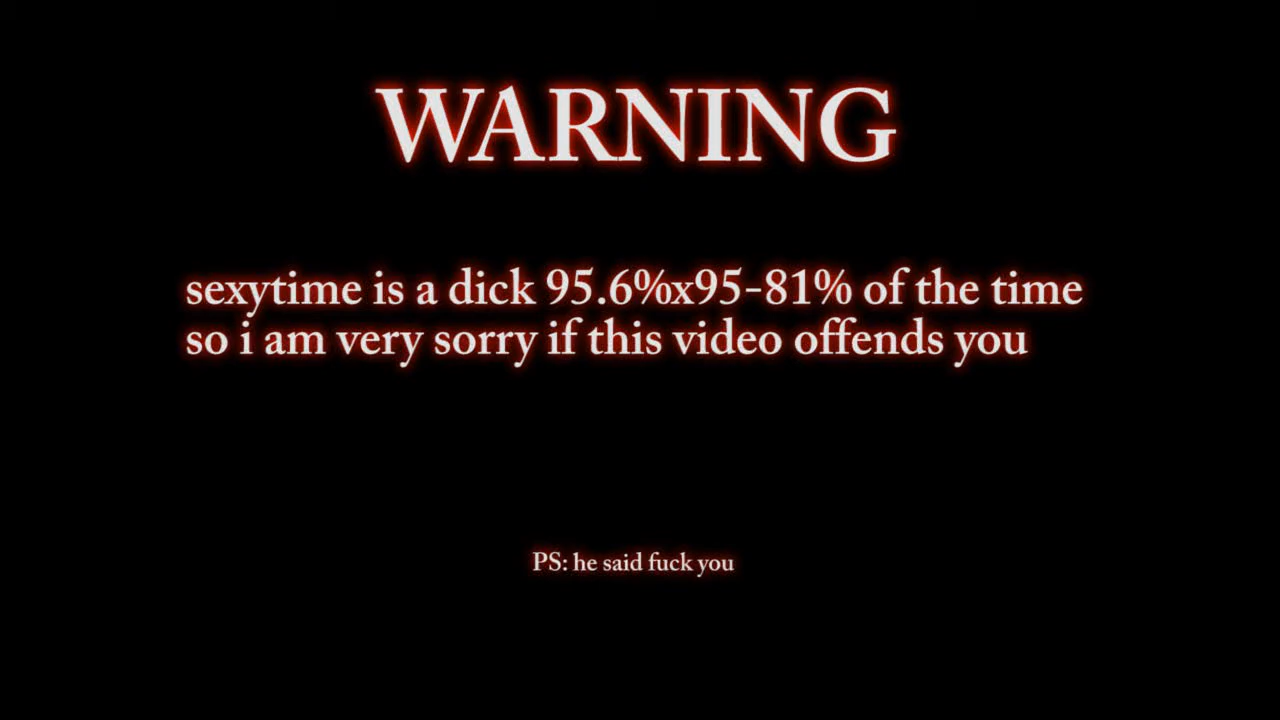 WARNING
sexytime is a dick 95.6%x95-81% of the time
so i am very sorry if this video offends you
PS: he said fuck you